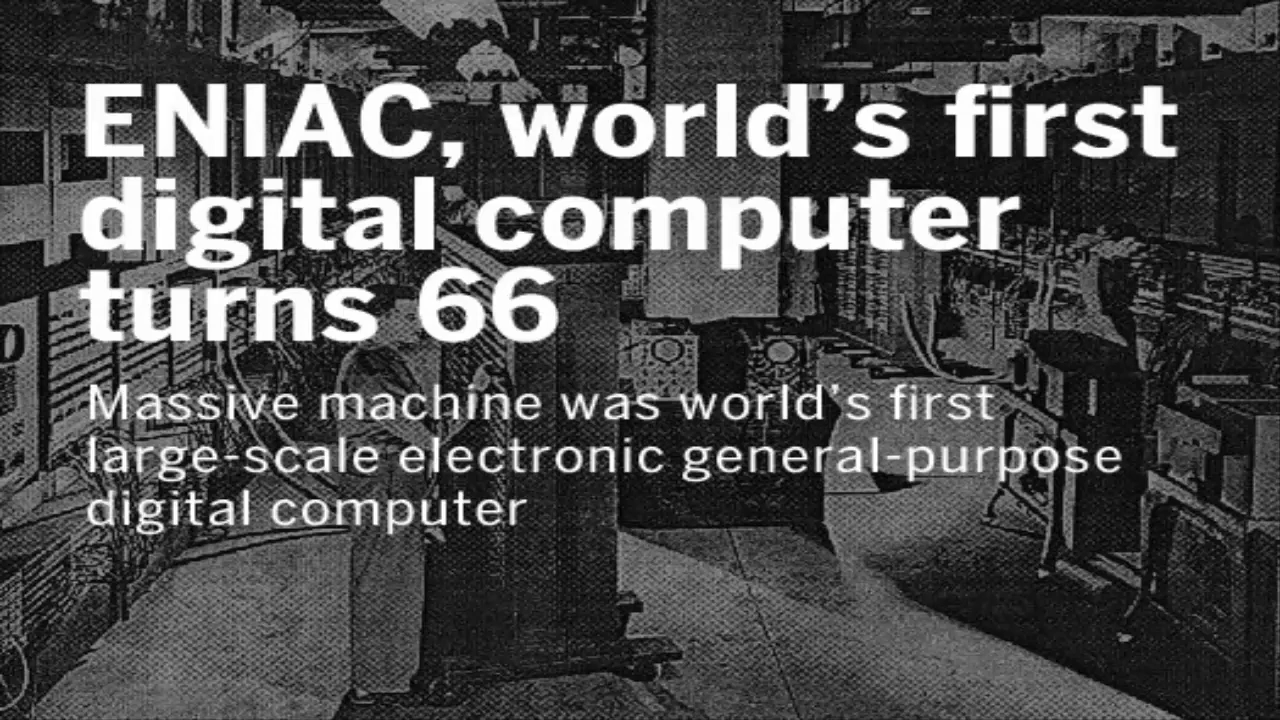 ENIAC, world’s first
digital computer
turns 66
Massive machine was world’s first
large-scale electronic general-purpose
digital computer